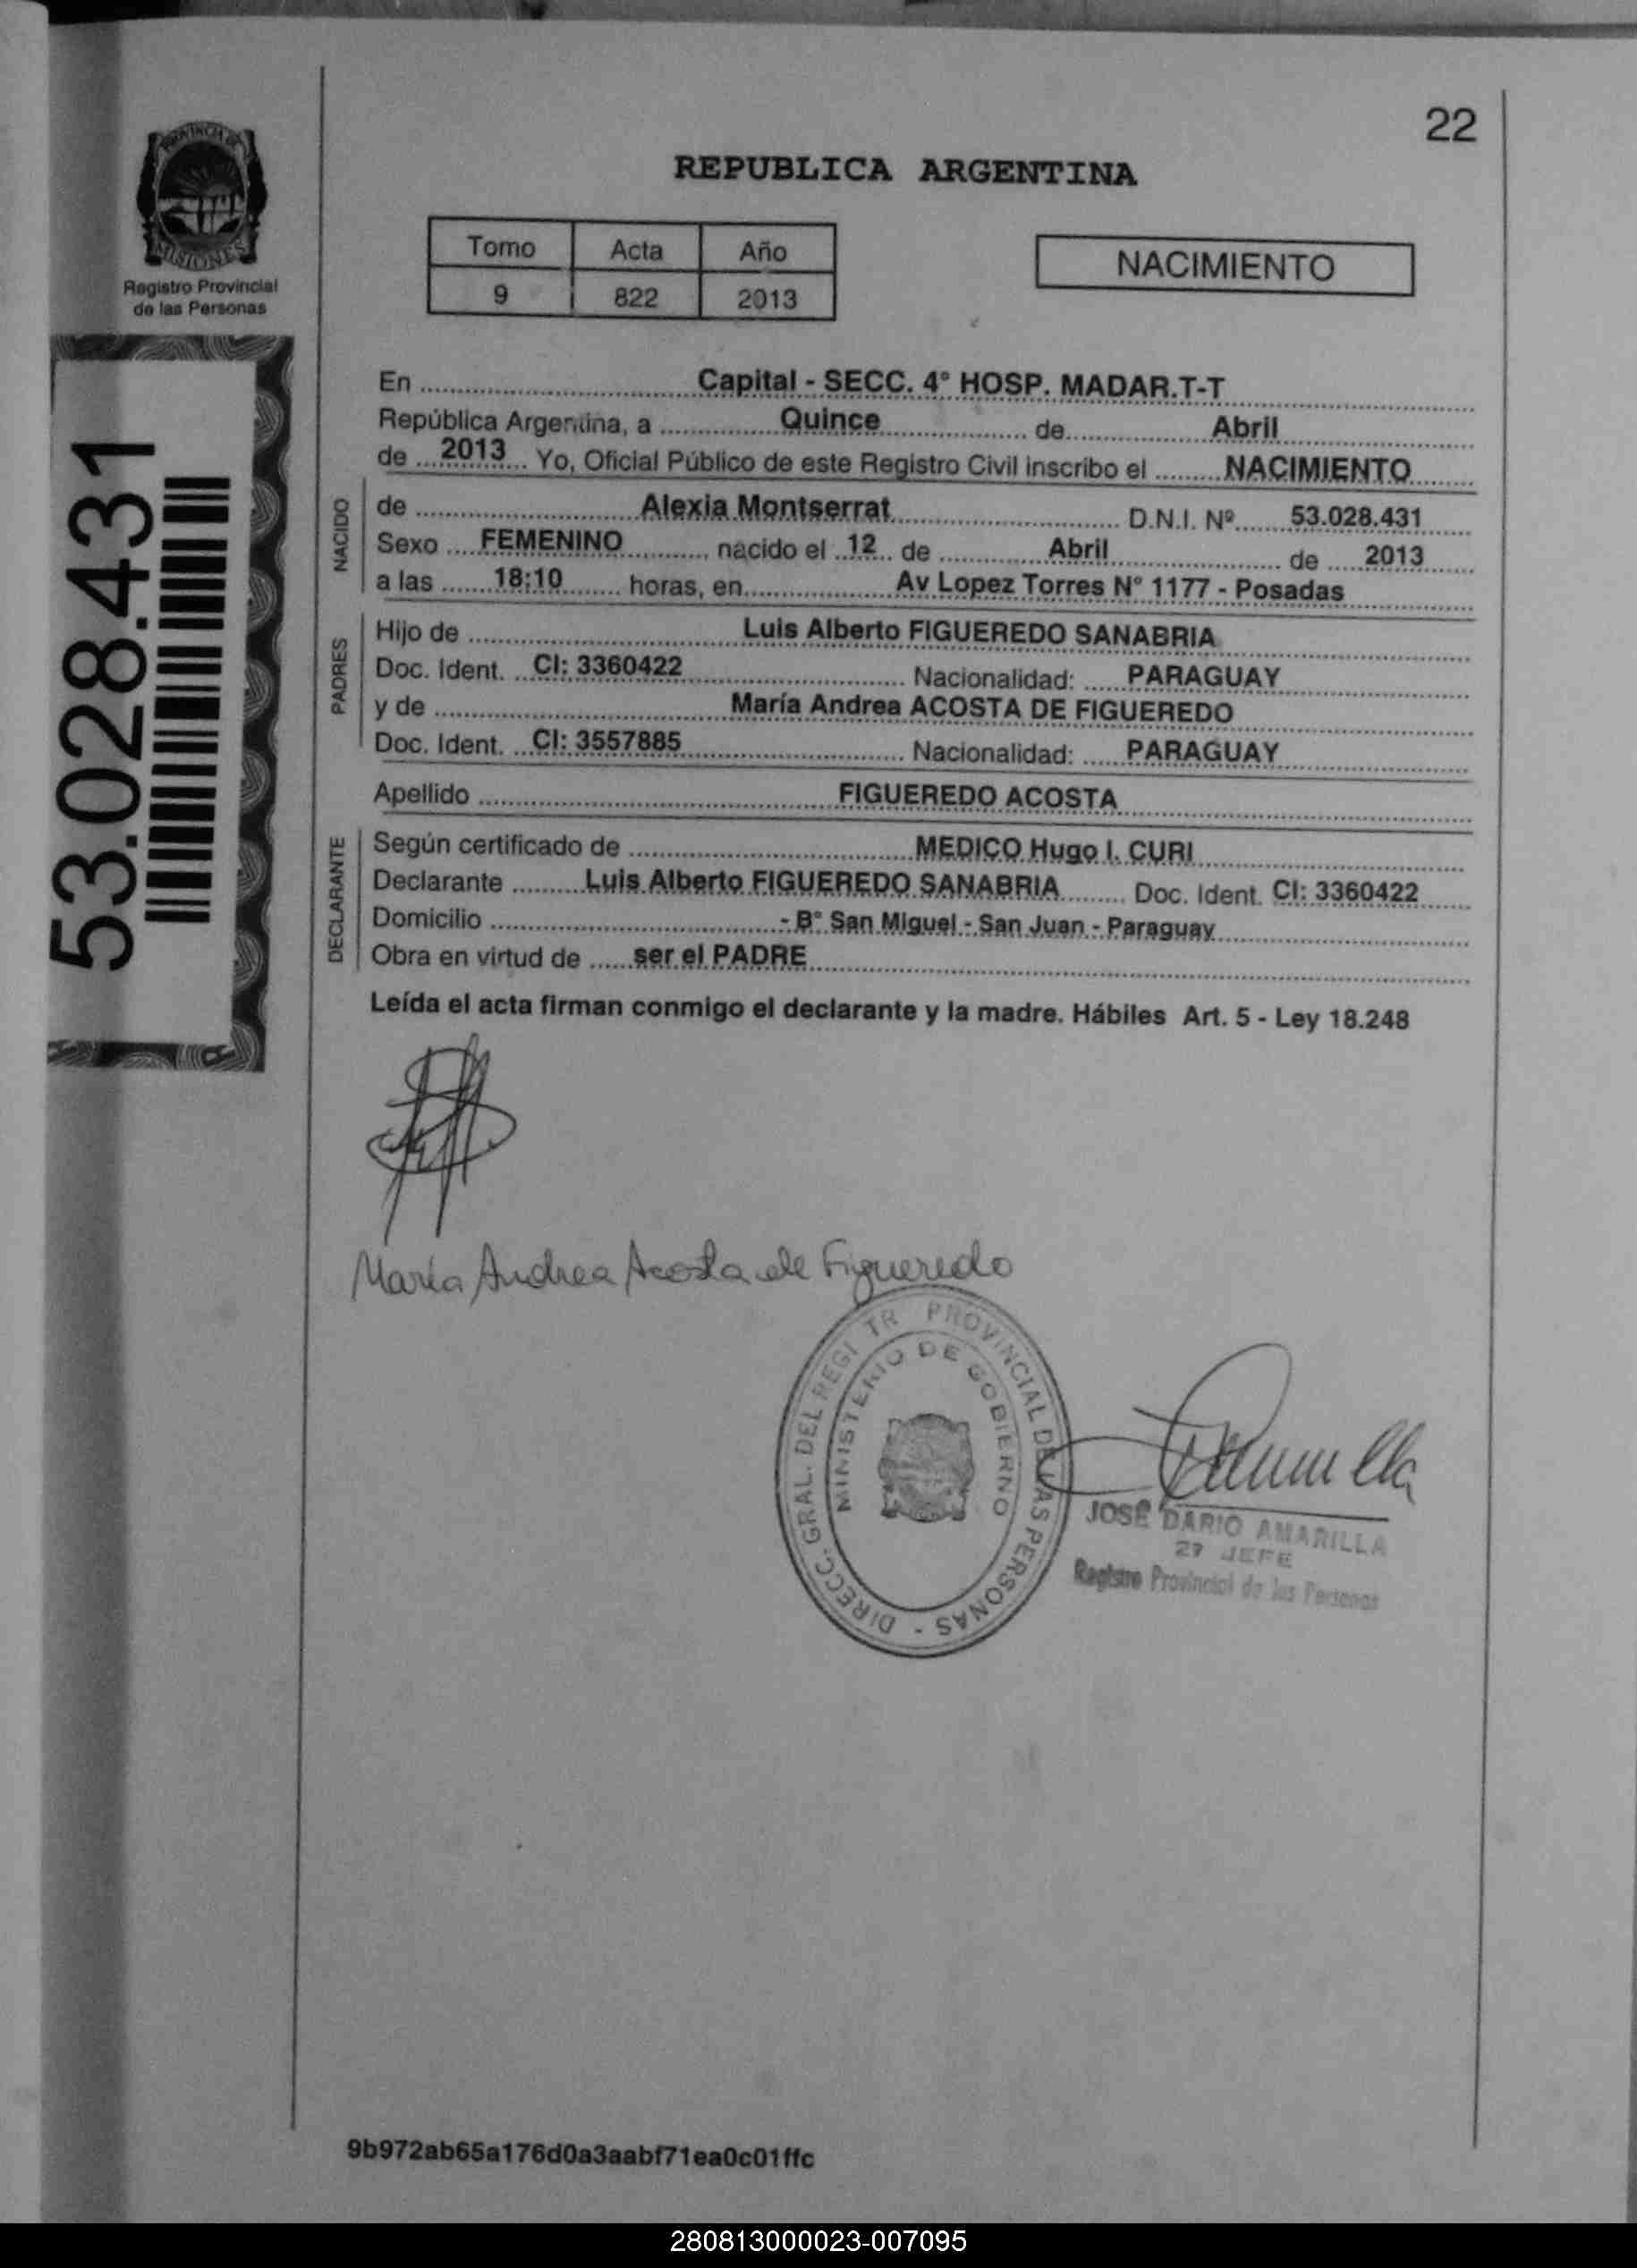 22
PROVINCIA DE
MISIONES
Registro Provincial
de las Personas
53.028.431
REPUBLICA ARGENTINA
Tomo Acta Año
9 822 2013
NACIMIENTO
En Capital - SECC. 4° HOSP. MADAR.T-T
República Argentina, a Quince de Abril
de 2013 Yo, Oficial Público de este Registro Civil inscribo el NACIMIENTO
NACIDO
de Alexia Montserrat D.N.I. Nº 53.028.431
Sexo FEMENINO, nacido el 12 de Abril de 2013
a las 18:10 horas, en Av Lopez Torres N° 1177 - Posadas
PADRES
Hijo de Luis Alberto FIGUEREDO SANABRIA
Doc. Ident. CI: 3360422 Nacionalidad: PARAGUAY
y de María Andrea ACOSTA DE FIGUEREDO
Doc. Ident. CI: 3557885 Nacionalidad: PARAGUAY
Apellido FIGUEREDO ACOSTA
DECLARANTE
Según certificado de MEDICO Hugo I. CURI
Declarante Luis Alberto FIGUEREDO SANABRIA Doc. Ident. CI: 3360422
Domicilio - B° San Miguel - San Juan - Paraguay
Obra en virtud de ser el PADRE
Leída el acta firman conmigo el declarante y la madre. Hábiles Art. 5 - Ley 18.248
María Andrea Acosta de Figueredo
DIRECC. GRAL. DEL REGI TR PROVINCIAL DE LAS PERSONAS -
MINISTERIO DE GOBIERNO
JOSE DARIO AMARILLA
JEFE
Registro Provincial de las Personas
9b972ab65a176d0a3aabf71ea0c01ffc
280813000023-007095